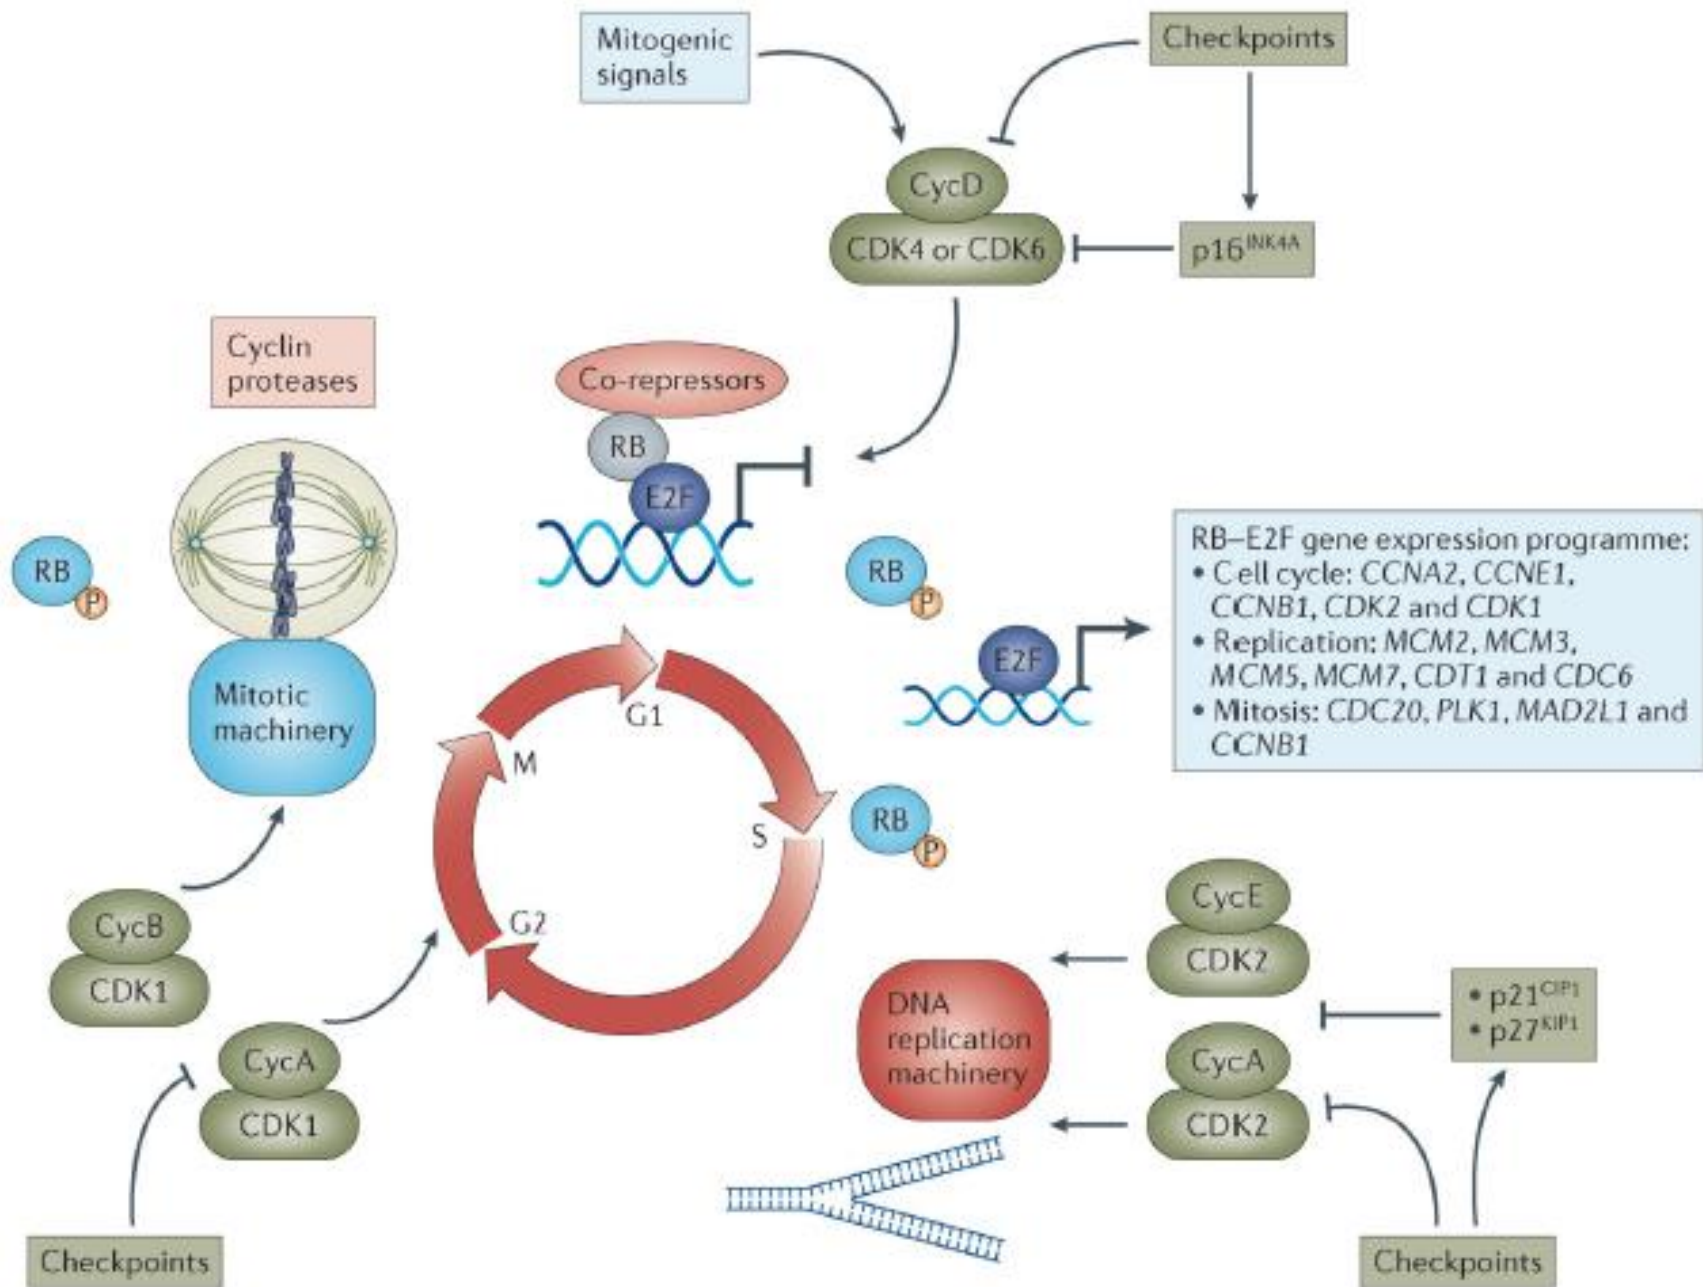 Mitogenic
signals
Checkpoints
CycD
CDK4 or CDK6
p16INK4A
Cyclin
proteases
Co-repressors
RB
E2F
RB
P
RB
P
E2F
RB–E2F gene expression programme:
• Cell cycle: CCNA2, CCNE1,
CCNB1, CDK2 and CDK1
• Replication: MCM2, MCM3,
MCM5, MCM7, CDT1 and CDC6
• Mitosis: CDC20, PLK1, MAD2L1 and
CCNB1
Mitotic
machinery
G1
M
S
G2
RB
P
CycB
CDK1
CycA
CDK1
Checkpoints
DNA
replication
machinery
CycE
CDK2
CycA
CDK2
• p21CIP1
• p27KIP1
Checkpoints